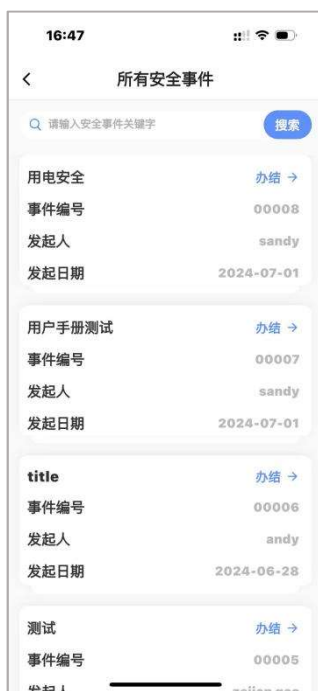 16:47
所有安全事件
请输入安全事件关键字
搜索
用电安全 办结 →
事件编号 00008
发起人 sandy
发起日期 2024-07-01
用户手册测试 办结 →
事件编号 00007
发起人 sandy
发起日期 2024-07-01
title 办结 →
事件编号 00006
发起人 andy
发起日期 2024-06-28
测试 办结 →
事件编号 00005
发起人